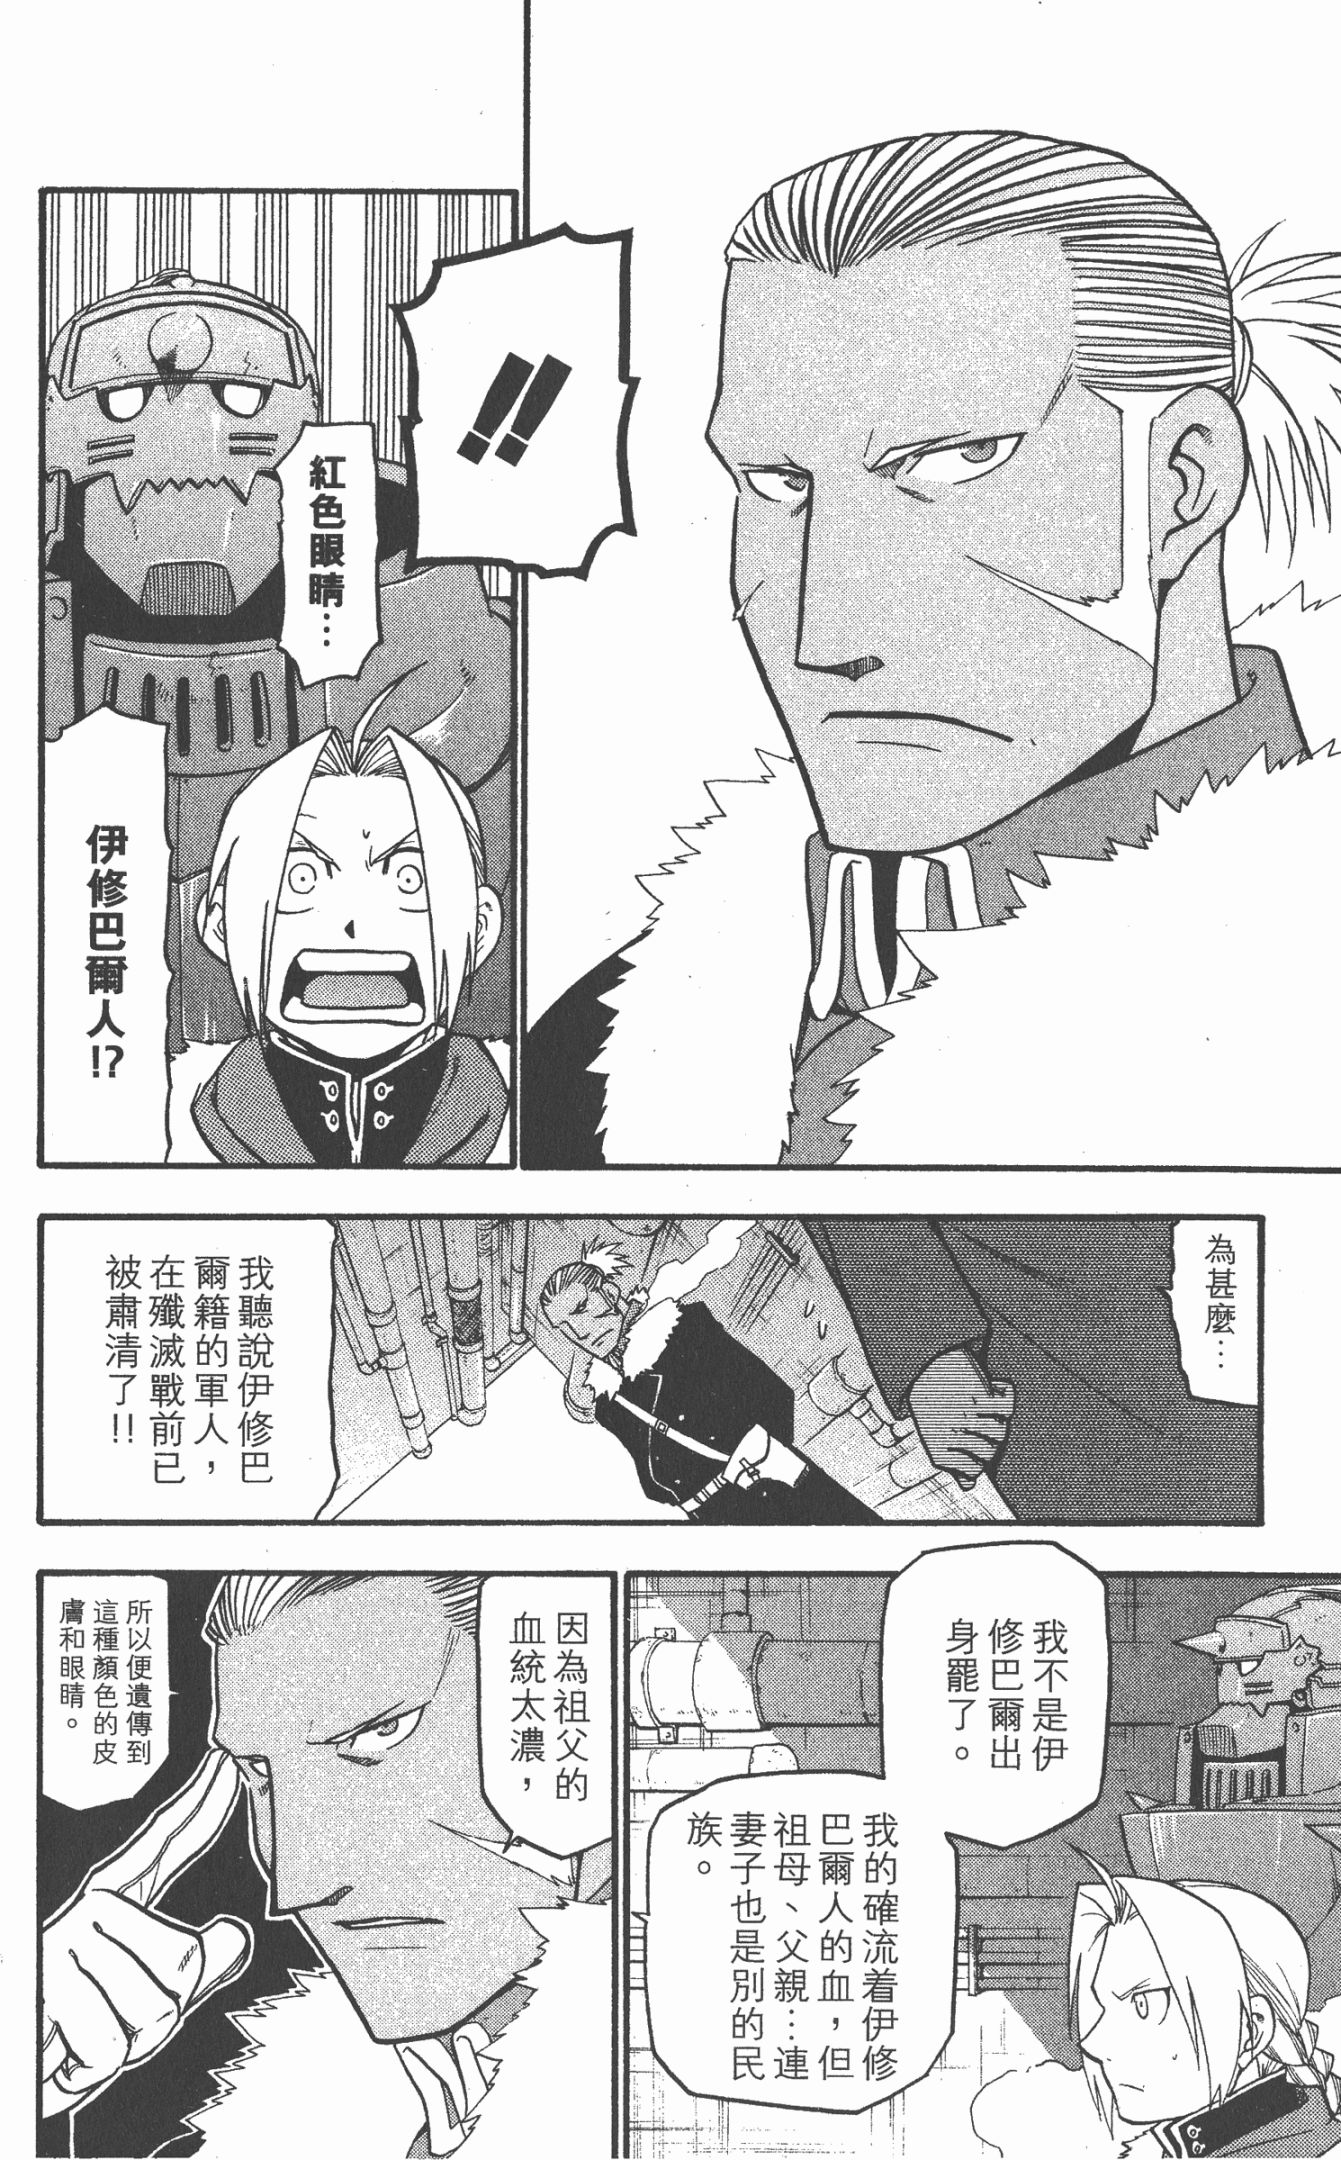 !!
紅色眼睛…
伊修巴爾人!?
為甚麼…
我聽說伊修巴
爾籍的軍人，
在殲滅戰前已
被肅清了!!
我不是伊
修巴爾出
身罷了。
我的確流着伊修
巴爾人的血，但
祖母、父親…連
妻子也是別的民
族。
因為祖父的
血統太濃，
所以便遺傳到
這種顏色的皮
膚和眼睛。